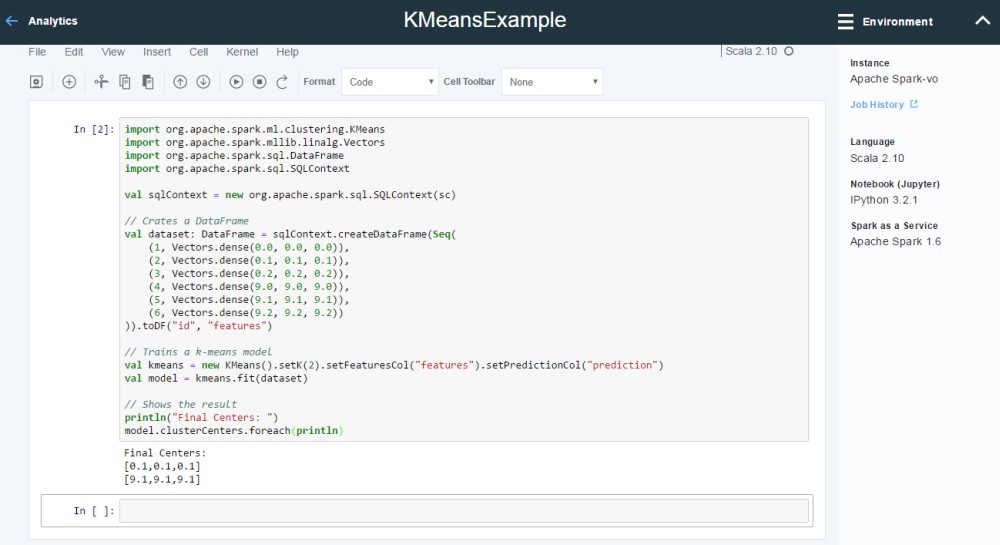 Analytics
KMeansExample
Environment
File Edit View Insert Cell Kernel Help
Scala 2.10
Format Code Cell Toolbar None
In [2]:
import org.apache.spark.ml.clustering.KMeans
import org.apache.spark.mllib.linalg.Vectors
import org.apache.spark.sql.DataFrame
import org.apache.spark.sql.SQLContext
val sqlContext = new org.apache.spark.sql.SQLContext(sc)
// Crates a DataFrame
val dataset: DataFrame = sqlContext.createDataFrame(Seq(
(1, Vectors.dense(0.0, 0.0, 0.0)),
(2, Vectors.dense(0.1, 0.1, 0.1)),
(3, Vectors.dense(0.2, 0.2, 0.2)),
(4, Vectors.dense(9.0, 9.0, 9.0)),
(5, Vectors.dense(9.1, 9.1, 9.1)),
(6, Vectors.dense(9.2, 9.2, 9.2))
)).toDF("id", "features")
// Trains a k-means model
val kmeans = new KMeans().setK(2).setFeaturesCol("features").setPredictionCol("prediction")
val model = kmeans.fit(dataset)
// Shows the result
println("Final Centers: ")
model.clusterCenters.foreach(println)
Final Centers:
[0.1,0.1,0.1]
[9.1,9.1,9.1]
In [ ]:
Instance
Apache Spark-vo
Job History
Language
Scala 2.10
Notebook (Jupyter)
IPython 3.2.1
Spark as a Service
Apache Spark 1.6